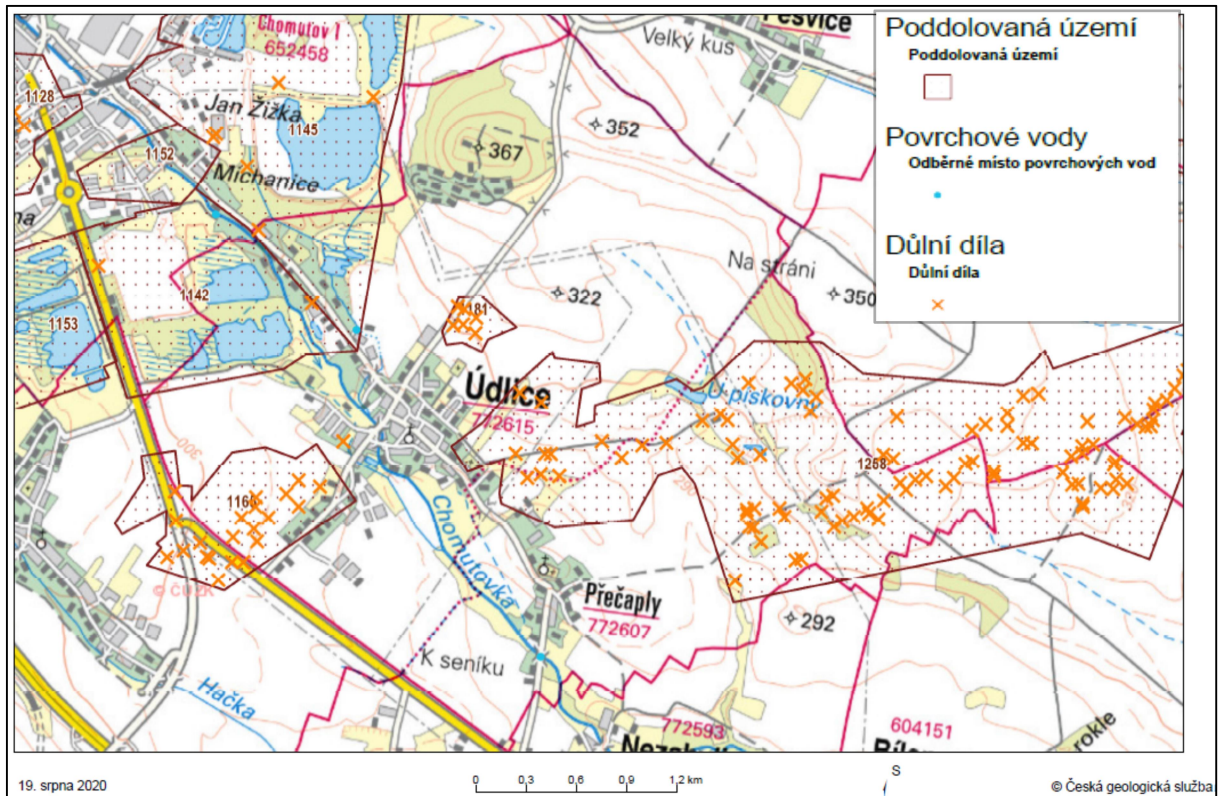 Poddolovaná území
Poddolovaná území
Povrchové vody
Odběrné místo povrchových vod
Důlní díla
Důlní díla
Chomutov I
652458
Velký kus
1128
Jan Žižka
1145
352
1152
367
Michanice
Na stráni
1142
322
350
1153
1181
Údlice
772615
U pískovny
300
1258
Chomutovka
© ČÚZK
Přečaply
772607
292
K seníku
Hačka
772593
604151
rokle
19. srpna 2020
0 0,3 0,6 0,9 1,2 km
S
© Česká geologická služba